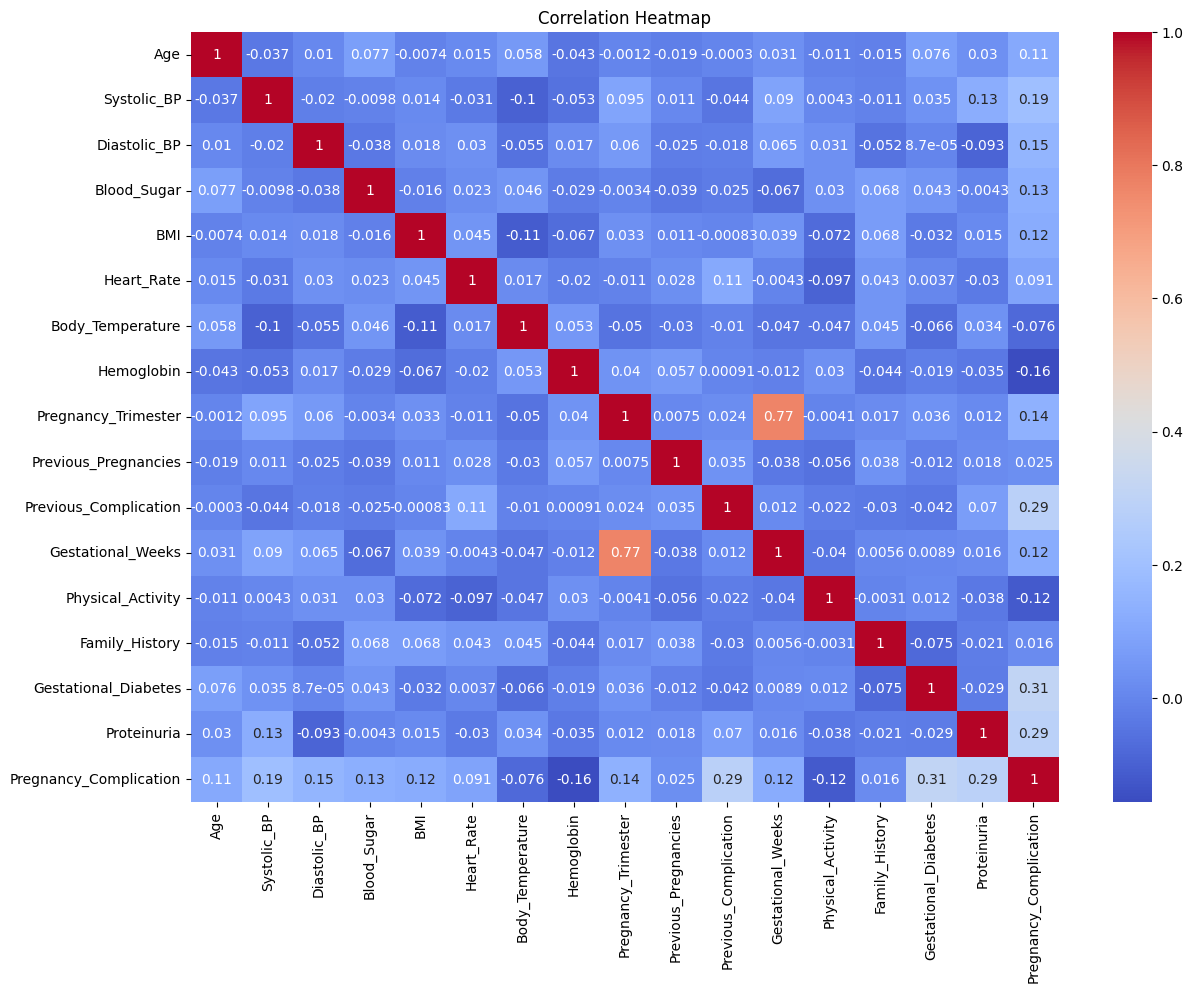 Correlation Heatmap
Age 1 -0.037 0.01 0.077 -0.0074 0.015 0.058 -0.043 -0.0012 -0.019 -0.0003 0.031 -0.011 -0.015 0.076 0.03 0.11
Systolic_BP -0.037 1 -0.02 -0.0098 0.014 -0.031 -0.1 -0.053 0.095 0.011 -0.044 0.09 0.0043 -0.011 0.035 0.13 0.19
Diastolic_BP 0.01 -0.02 1 -0.038 0.018 0.03 -0.055 0.017 0.06 -0.025 -0.018 0.065 0.031 -0.052 8.7e-05 -0.093 0.15
Blood_Sugar 0.077 -0.0098 -0.038 1 -0.016 0.023 0.046 -0.029 -0.0034 -0.039 -0.025 -0.067 0.03 0.068 0.043 -0.0043 0.13
BMI -0.0074 0.014 0.018 -0.016 1 0.045 -0.11 -0.067 0.033 0.011 -0.00083 0.039 -0.072 0.068 -0.032 0.015 0.12
Heart_Rate 0.015 -0.031 0.03 0.023 0.045 1 0.017 -0.02 -0.011 0.028 0.11 -0.0043 -0.097 0.043 0.0037 -0.03 0.091
Body_Temperature 0.058 -0.1 -0.055 0.046 -0.11 0.017 1 0.053 -0.05 -0.03 -0.01 -0.047 -0.047 0.045 -0.066 0.034 -0.076
Hemoglobin -0.043 -0.053 0.017 -0.029 -0.067 -0.02 0.053 1 0.04 0.057 0.00091 -0.012 0.03 -0.044 -0.019 -0.035 -0.16
Pregnancy_Trimester -0.0012 0.095 0.06 -0.0034 0.033 -0.011 -0.05 0.04 1 0.0075 0.024 0.77 -0.0041 0.017 0.036 0.012 0.14
Previous_Pregnancies -0.019 0.011 -0.025 -0.039 0.011 0.028 -0.03 0.057 0.0075 1 0.035 -0.038 -0.056 0.038 -0.012 0.018 0.025
Previous_Complication -0.0003 -0.044 -0.018 -0.025 -0.00083 0.11 -0.01 0.00091 0.024 0.035 1 0.012 -0.022 -0.03 -0.042 0.07 0.29
Gestational_Weeks 0.031 0.09 0.065 -0.067 0.039 -0.0043 -0.047 -0.012 0.77 -0.038 0.012 1 -0.04 0.0056 0.0089 0.016 0.12
Physical_Activity -0.011 0.0043 0.031 0.03 -0.072 -0.097 -0.047 0.03 -0.0041 -0.056 -0.022 -0.04 1 -0.0031 0.012 -0.038 -0.12
Family_History -0.015 -0.011 -0.052 0.068 0.068 0.043 0.045 -0.044 0.017 0.038 -0.03 0.0056 -0.0031 1 -0.075 -0.021 0.016
Gestational_Diabetes 0.076 0.035 8.7e-05 0.043 -0.032 0.0037 -0.066 -0.019 0.036 -0.012 -0.042 0.0089 0.012 -0.075 1 -0.029 0.31
Proteinuria 0.03 0.13 -0.093 -0.0043 0.015 -0.03 0.034 -0.035 0.012 0.018 0.07 0.016 -0.038 -0.021 -0.029 1 0.29
Pregnancy_Complication 0.11 0.19 0.15 0.13 0.12 0.091 -0.076 -0.16 0.14 0.025 0.29 0.12 -0.12 0.016 0.31 0.29 1
Age
Systolic_BP
Diastolic_BP
Blood_Sugar
BMI
Heart_Rate
Body_Temperature
Hemoglobin
Pregnancy_Trimester
Previous_Pregnancies
Previous_Complication
Gestational_Weeks
Physical_Activity
Family_History
Gestational_Diabetes
Proteinuria
Pregnancy_Complication
1.0
0.8
0.6
0.4
0.2
0.0